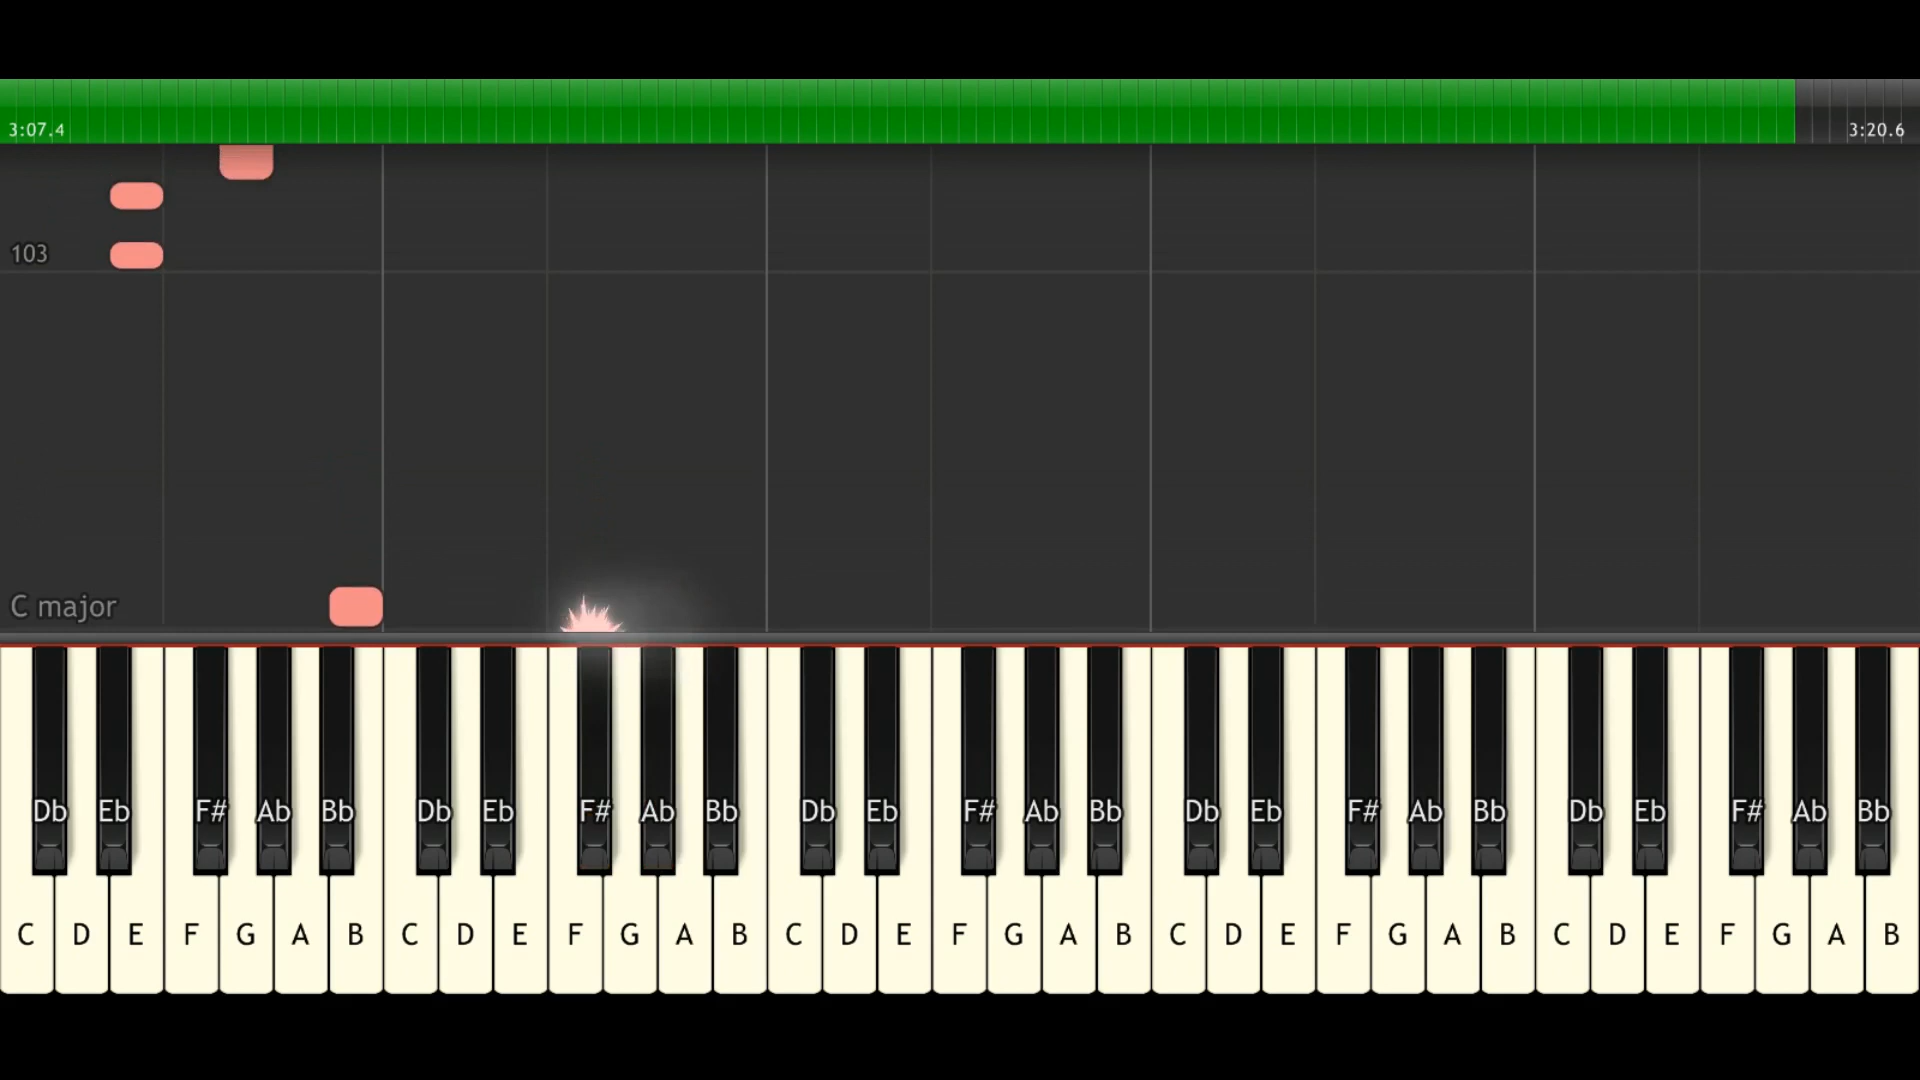 3:07.4 3:20.6
103
C major
Db Eb F# Ab Bb Db Eb F# Ab Bb Db Eb F# Ab Bb Db Eb F# Ab Bb Db Eb F# Ab Bb
C D E F G A B C D E F G A B C D E F G A B C D E F G A B C D E F G A B